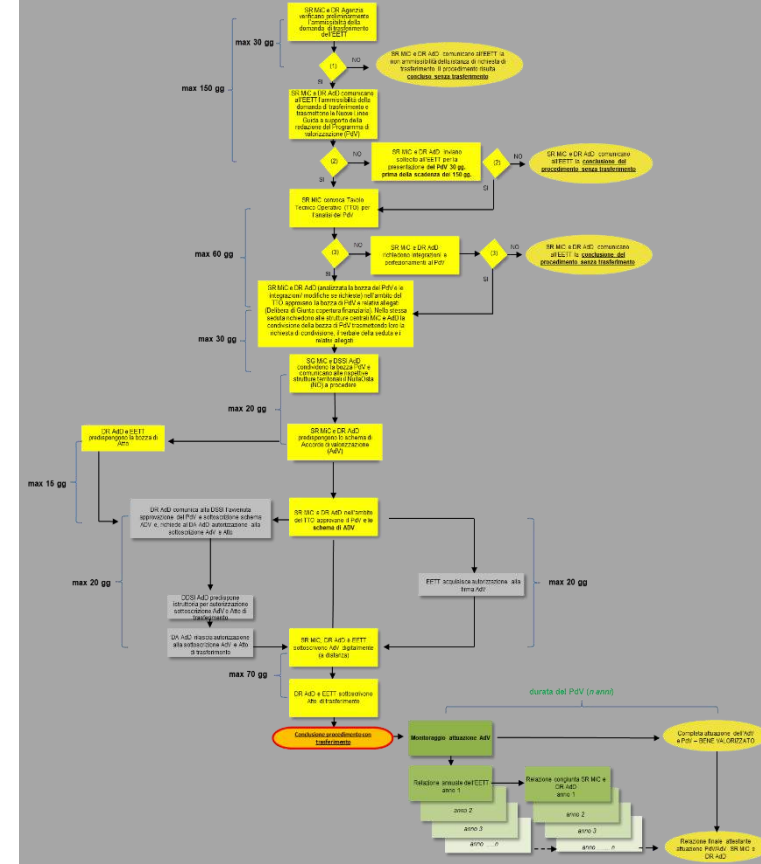 SR MiC e DR Agenzia
verificano preliminarmente
l'ammissibilità della
domanda di trasferimento
dell'EETT
max 30 gg
(1)
NO
SI
SR MiC e DR AdD comunicano all'EETT la
non ammissibilità dell'istanza di richiesta di
trasferimento. Il procedimento risulta
concluso senza trasferimento
max 150 gg
SR MiC e DR AdD comunicano
all'EETT l'ammissibilità della
domanda di trasferimento e
trasmettono le Nuove Linee
Guida a supporto della
redazione del Programma di
valorizzazione (PdV)
(2)
NO
SI
SR MiC e DR AdD inviano
sollecito all'EETT per la
presentazione del PdV 30 gg.
prima della scadenza dei 150 gg.
(2)
NO
SI
SR MiC e DR AdD comunicano
all'EETT la conclusione del
procedimento senza trasferimento
SR MiC convoca Tavolo
Tecnico Operativo (TTO) per
l'analisi del PdV
max 60 gg
(3)
NO
SI
SR MiC e DR AdD
richiedono integrazioni e
perfezionamenti al PdV
(3)
NO
SI
SR MiC e DR AdD comunicano
all'EETT la conclusione del
procedimento senza trasferimento
SR MiC e DR AdD (analizzata la bozza del PdV e le
integrazioni/ modifiche se richieste) nell'ambito del
TTO approvano la bozza di PdV e relativi allegati
(Delibera di Giunta copertura finanziaria). Nella stessa
seduta richiedono alle strutture centrali MiC e AdD la
condivisione della bozza di PdV trasmettendo loro la
richiesta di condivisione, il verbale della seduta e i
relativi allegati
max 30 gg
SG MiC e DSSI AdD
condividono la bozza PdV e
comunicano alle rispettive
strutture territoriali il NullaOsta
(NO) a procedere
max 20 gg
SR MiC e DR AdD
predispongono lo schema di
Accordo di valorizzazione
(AdV)
DR AdD e EETT
predispongono la bozza di
Atto
max 15 gg
DR AdD comunica alla DSSI l'avvenuta
approvazione del PdV e sottoscrizione schema
ADV e, richiede al DA AdD autorizzazione alla
sottoscrizione AdV e Atto
SR MiC e DR AdD nell'ambito
del TTO approvano il PdV e lo
schema di ADV
max 20 gg
DDSI AdD predispone
istruttoria per autorizzazione
sottoscrizione AdV e Atto di
trasferimento
EETT acquisisce autorizzazione alla
firma AdV
max 20 gg
DA AdD rilascia autorizzazione
alla sottoscrizione AdV e Atto
di trasferimento
SR MiC, DR AdD e EETT
sottoscrivono AdV digitalmente
(a distanza)
max 70 gg
DR AdD e EETT sottoscrivono
Atto di trasferimento
durata del PdV (n anni)
Conclusione procedimento con
trasferimento
Monitoraggio attuazione AdV
Completa attuazione dell'AdV
e PdV – BENE VALORIZZATO
Relazione annuale dell'EETT
anno 1
Relazione congiunta SR MiC e
DR AdD
anno 1
anno 2
anno 2
anno 3
anno 3
anno .....n
anno .....n
Relazione finale attestante
attuazione PdV/AdV SR MiC e
DR AdD